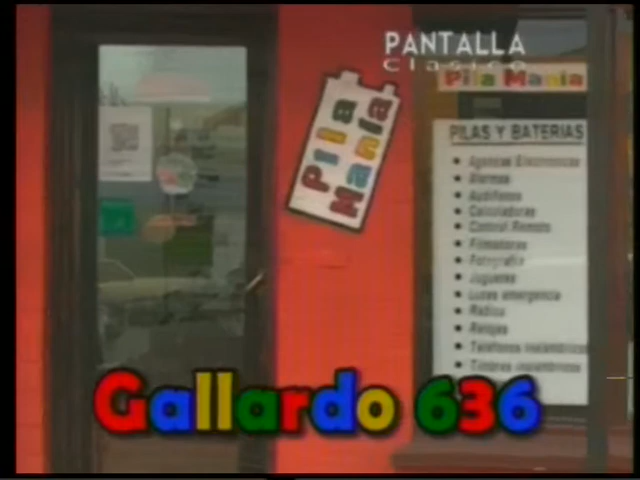 PANTALLA
Clasico
Pila Mania
Pila
Mania
PILAS Y BATERIAS
• Agendas Electronicas
• Alarmas
• Audifonos
• Calculadoras
• Control Remoto
• Filmadoras
• Fotografia
• Juguetes
• Luces emergencia
• Radios
• Relojes
• Telefonos inalambricos
• Timbres inalambricos
Gallardo 636